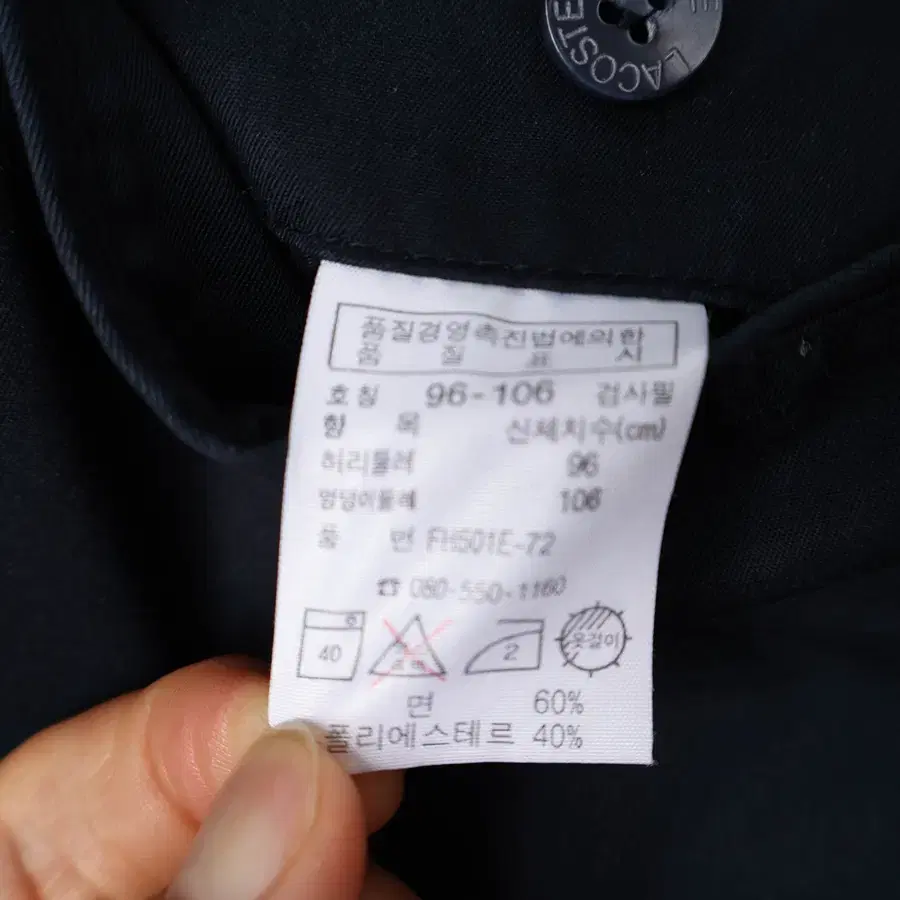 LACOSTE
품질경영촉진법에의한
품 질 표 시
호칭 96-106 검사필
항 목 신체치수(cm)
허리둘레 96
엉덩이둘레 106
품 번 FH501E-72
☎ 080-550-1160
40 2 옷걸이
면 60%
폴리에스테르 40%